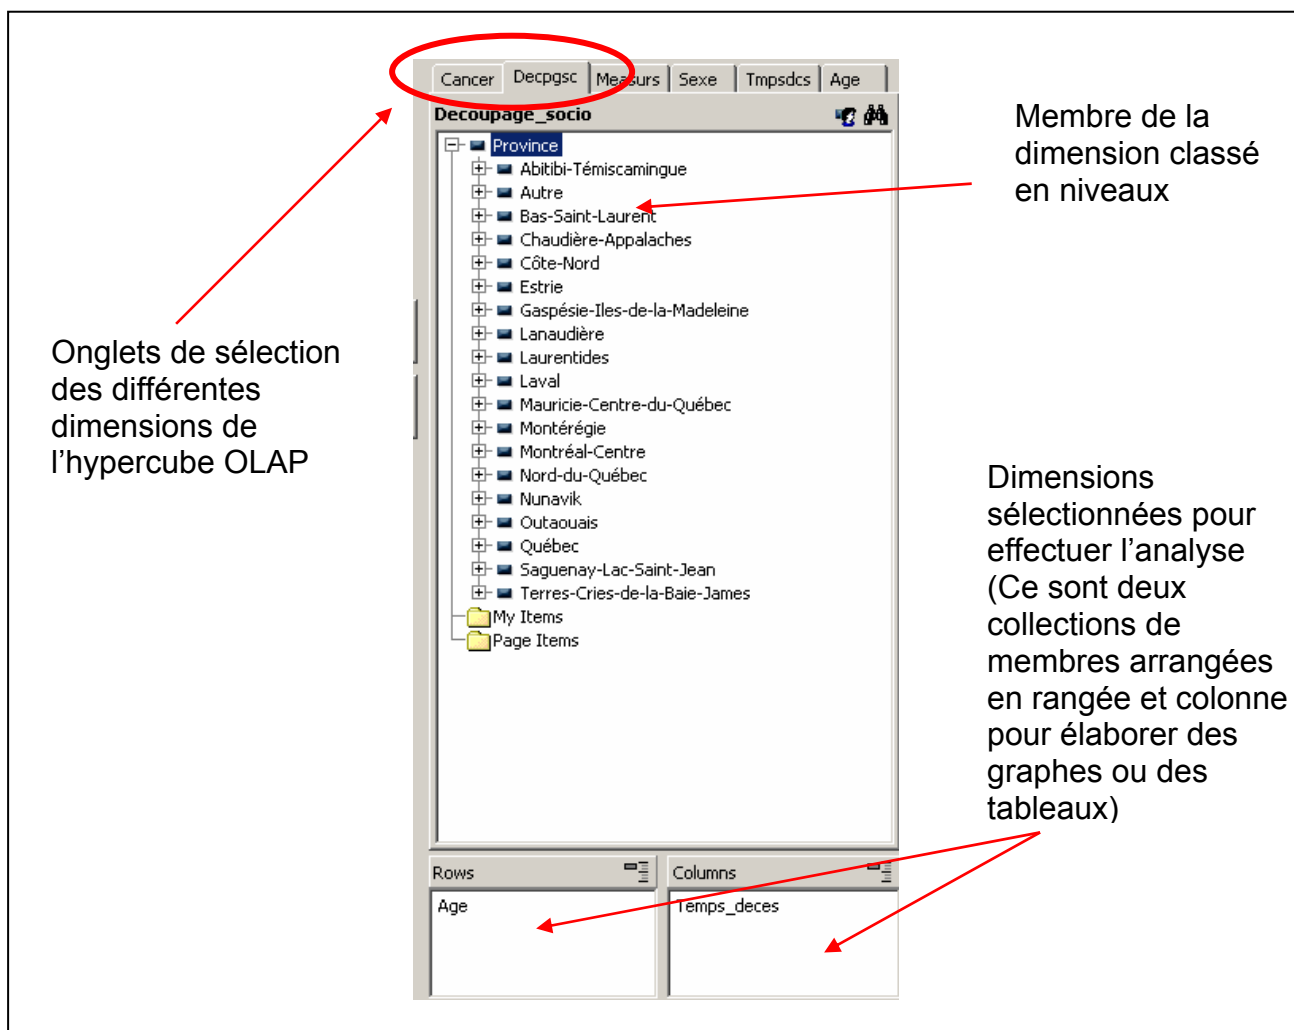 Cancer Decpgsc Measurs Sexe Tmpsdcs Age
Decoupage_socio
Province
Abitibi-Témiscamingue
Autre
Bas-Saint-Laurent
Chaudière-Appalaches
Côte-Nord
Estrie
Gaspésie-Iles-de-la-Madeleine
Lanaudière
Laurentides
Laval
Mauricie-Centre-du-Québec
Montérégie
Montréal-Centre
Nord-du-Québec
Nunavik
Outaouais
Québec
Saguenay-Lac-Saint-Jean
Terres-Cries-de-la-Baie-James
My Items
Page Items
Rows
Age
Columns
Temps_deces
Onglets de sélection
des différentes
dimensions de
l’hypercube OLAP
Membre de la
dimension classé
en niveaux
Dimensions
sélectionnées pour
effectuer l’analyse
(Ce sont deux
collections de
membres arrangées
en rangée et colonne
pour élaborer des
graphes ou des
tableaux)